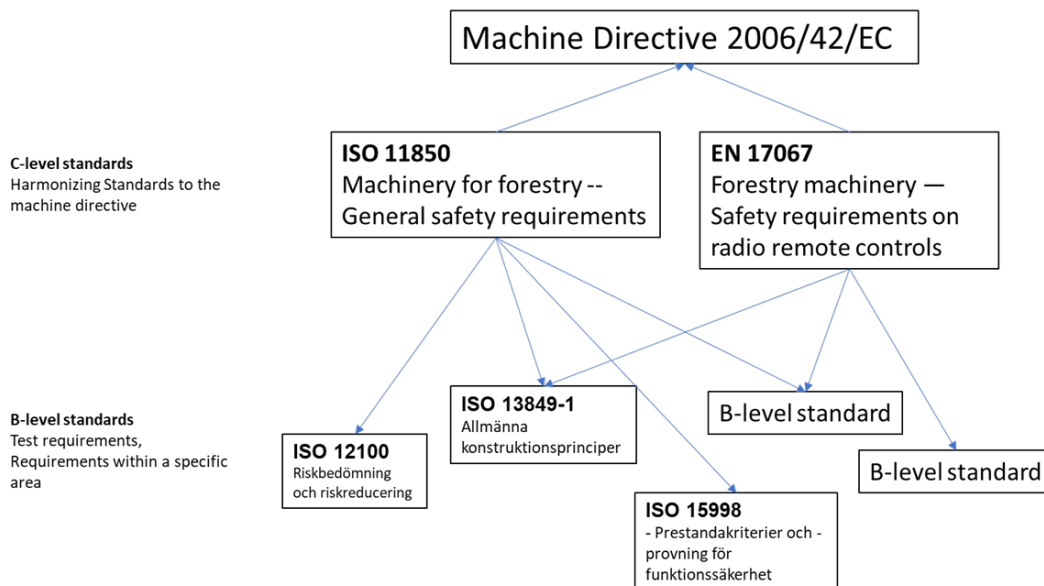 Machine Directive 2006/42/EC
C-level standards
Harmonizing Standards to the
machine directive
ISO 11850
Machinery for forestry --
General safety requirements
EN 17067
Forestry machinery —
Safety requirements on
radio remote controls
B-level standards
Test requirements,
Requirements within a specific
area
ISO 12100
Riskbedömning
och riskreducering
ISO 13849-1
Allmänna
konstruktionsprinciper
B-level standard
B-level standard
ISO 15998
- Prestandakriterier och -
provning för
funktionssäkerhet